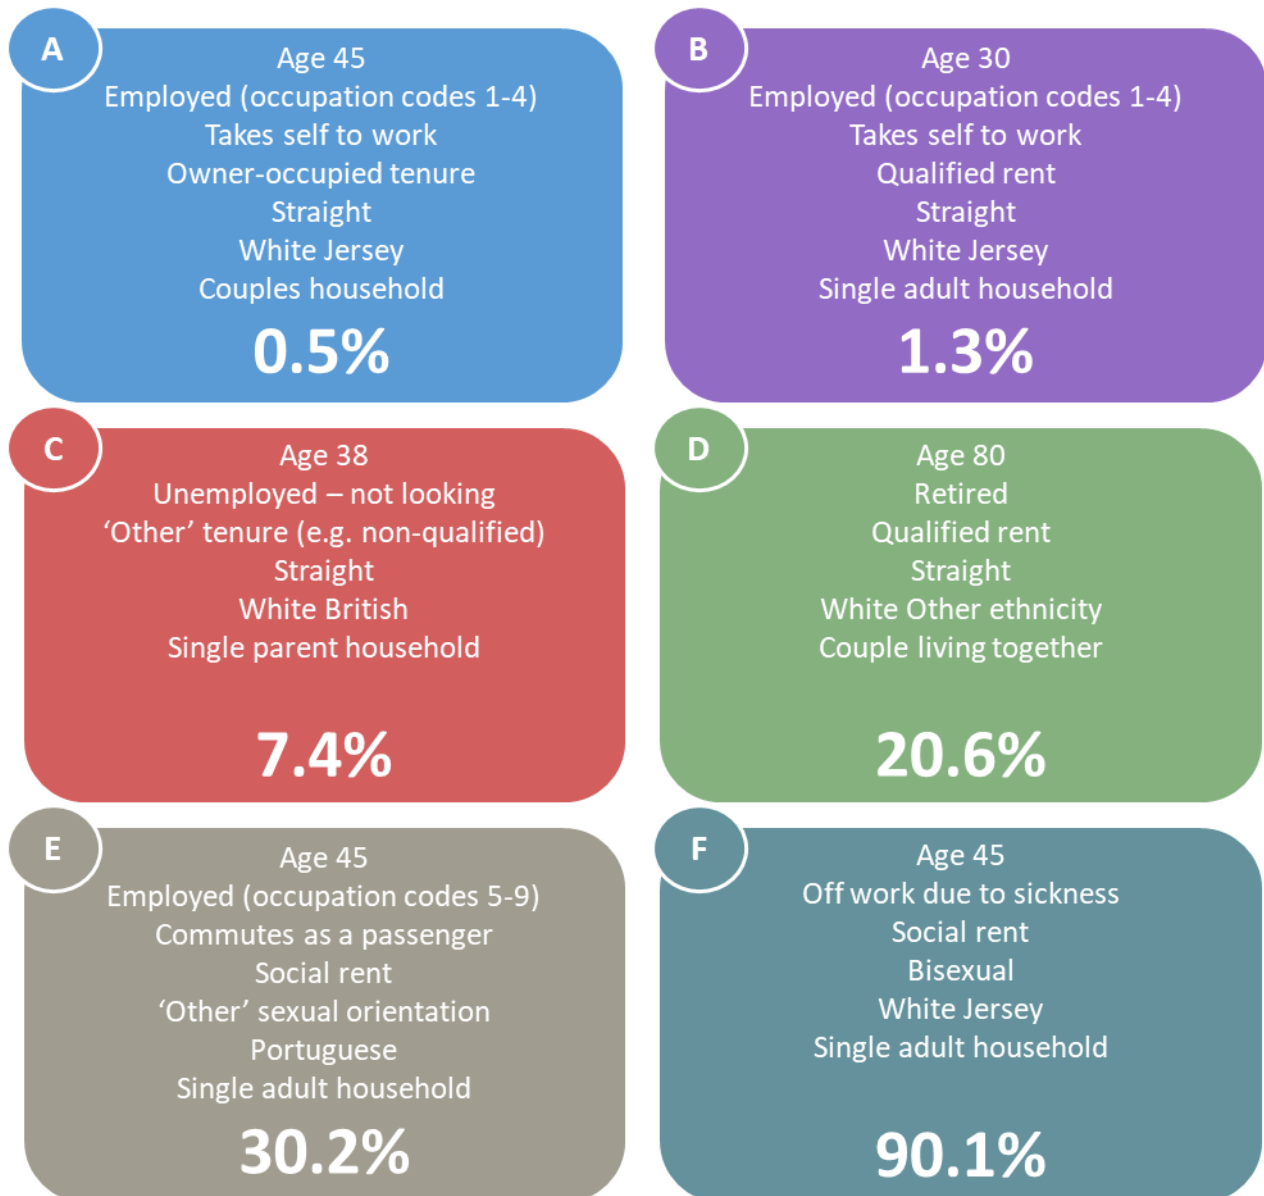 A
Age 45
Employed (occupation codes 1-4)
Takes self to work
Owner-occupied tenure
Straight
White Jersey
Couples household
0.5%
B
Age 30
Employed (occupation codes 1-4)
Takes self to work
Qualified rent
Straight
White Jersey
Single adult household
1.3%
C
Age 38
Unemployed – not looking
‘Other’ tenure (e.g. non-qualified)
Straight
White British
Single parent household
7.4%
D
Age 80
Retired
Qualified rent
Straight
White Other ethnicity
Couple living together
20.6%
E
Age 45
Employed (occupation codes 5-9)
Commutes as a passenger
Social rent
‘Other’ sexual orientation
Portuguese
Single adult household
30.2%
F
Age 45
Off work due to sickness
Social rent
Bisexual
White Jersey
Single adult household
90.1%